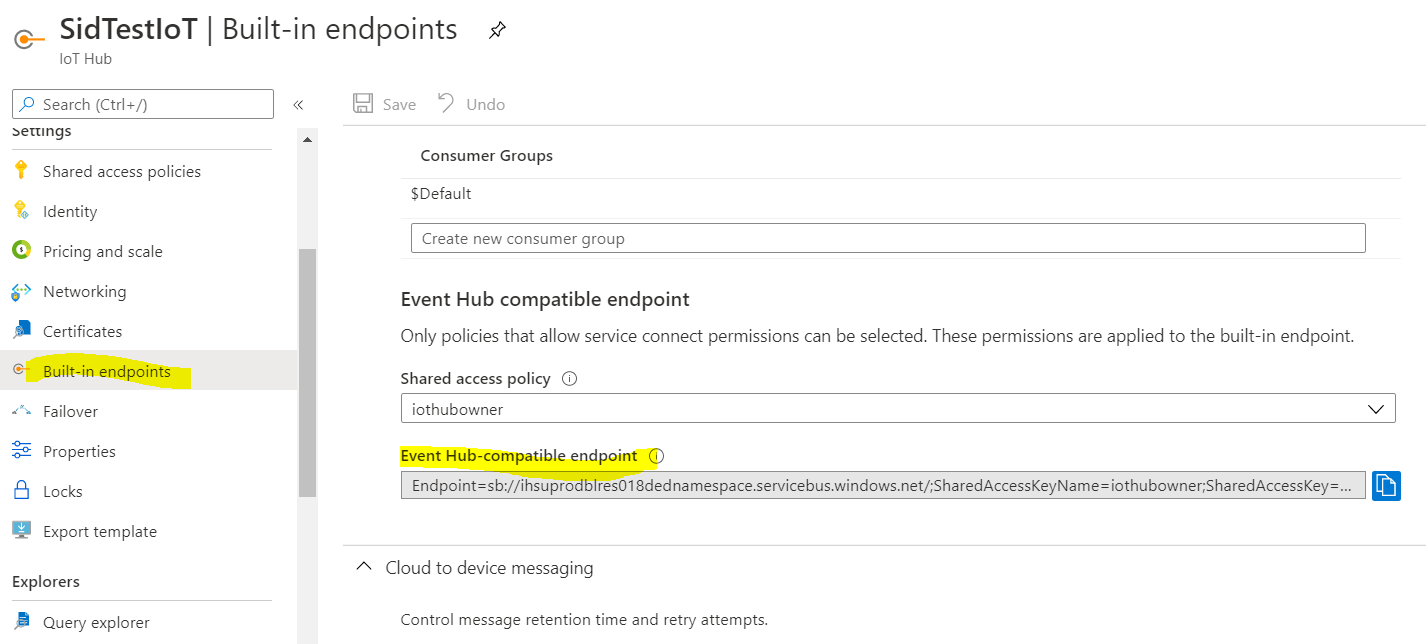 SidTestIoT | Built-in endpoints
IoT Hub
Search (Ctrl+/)
«
Settings
Shared access policies
Identity
Pricing and scale
Networking
Certificates
Built-in endpoints
Failover
Properties
Locks
Export template
Explorers
Query explorer
Save
Undo
Consumer Groups
$Default
Create new consumer group
Event Hub compatible endpoint
Only policies that allow service connect permissions can be selected. These permissions are applied to the built-in endpoint.
Shared access policy
iothubowner
Event Hub-compatible endpoint
Endpoint=sb://ihsuprodblres018dednamespace.servicebus.windows.net/;SharedAccessKeyName=iothubowner;SharedAccessKey=...
Cloud to device messaging
Control message retention time and retry attempts.